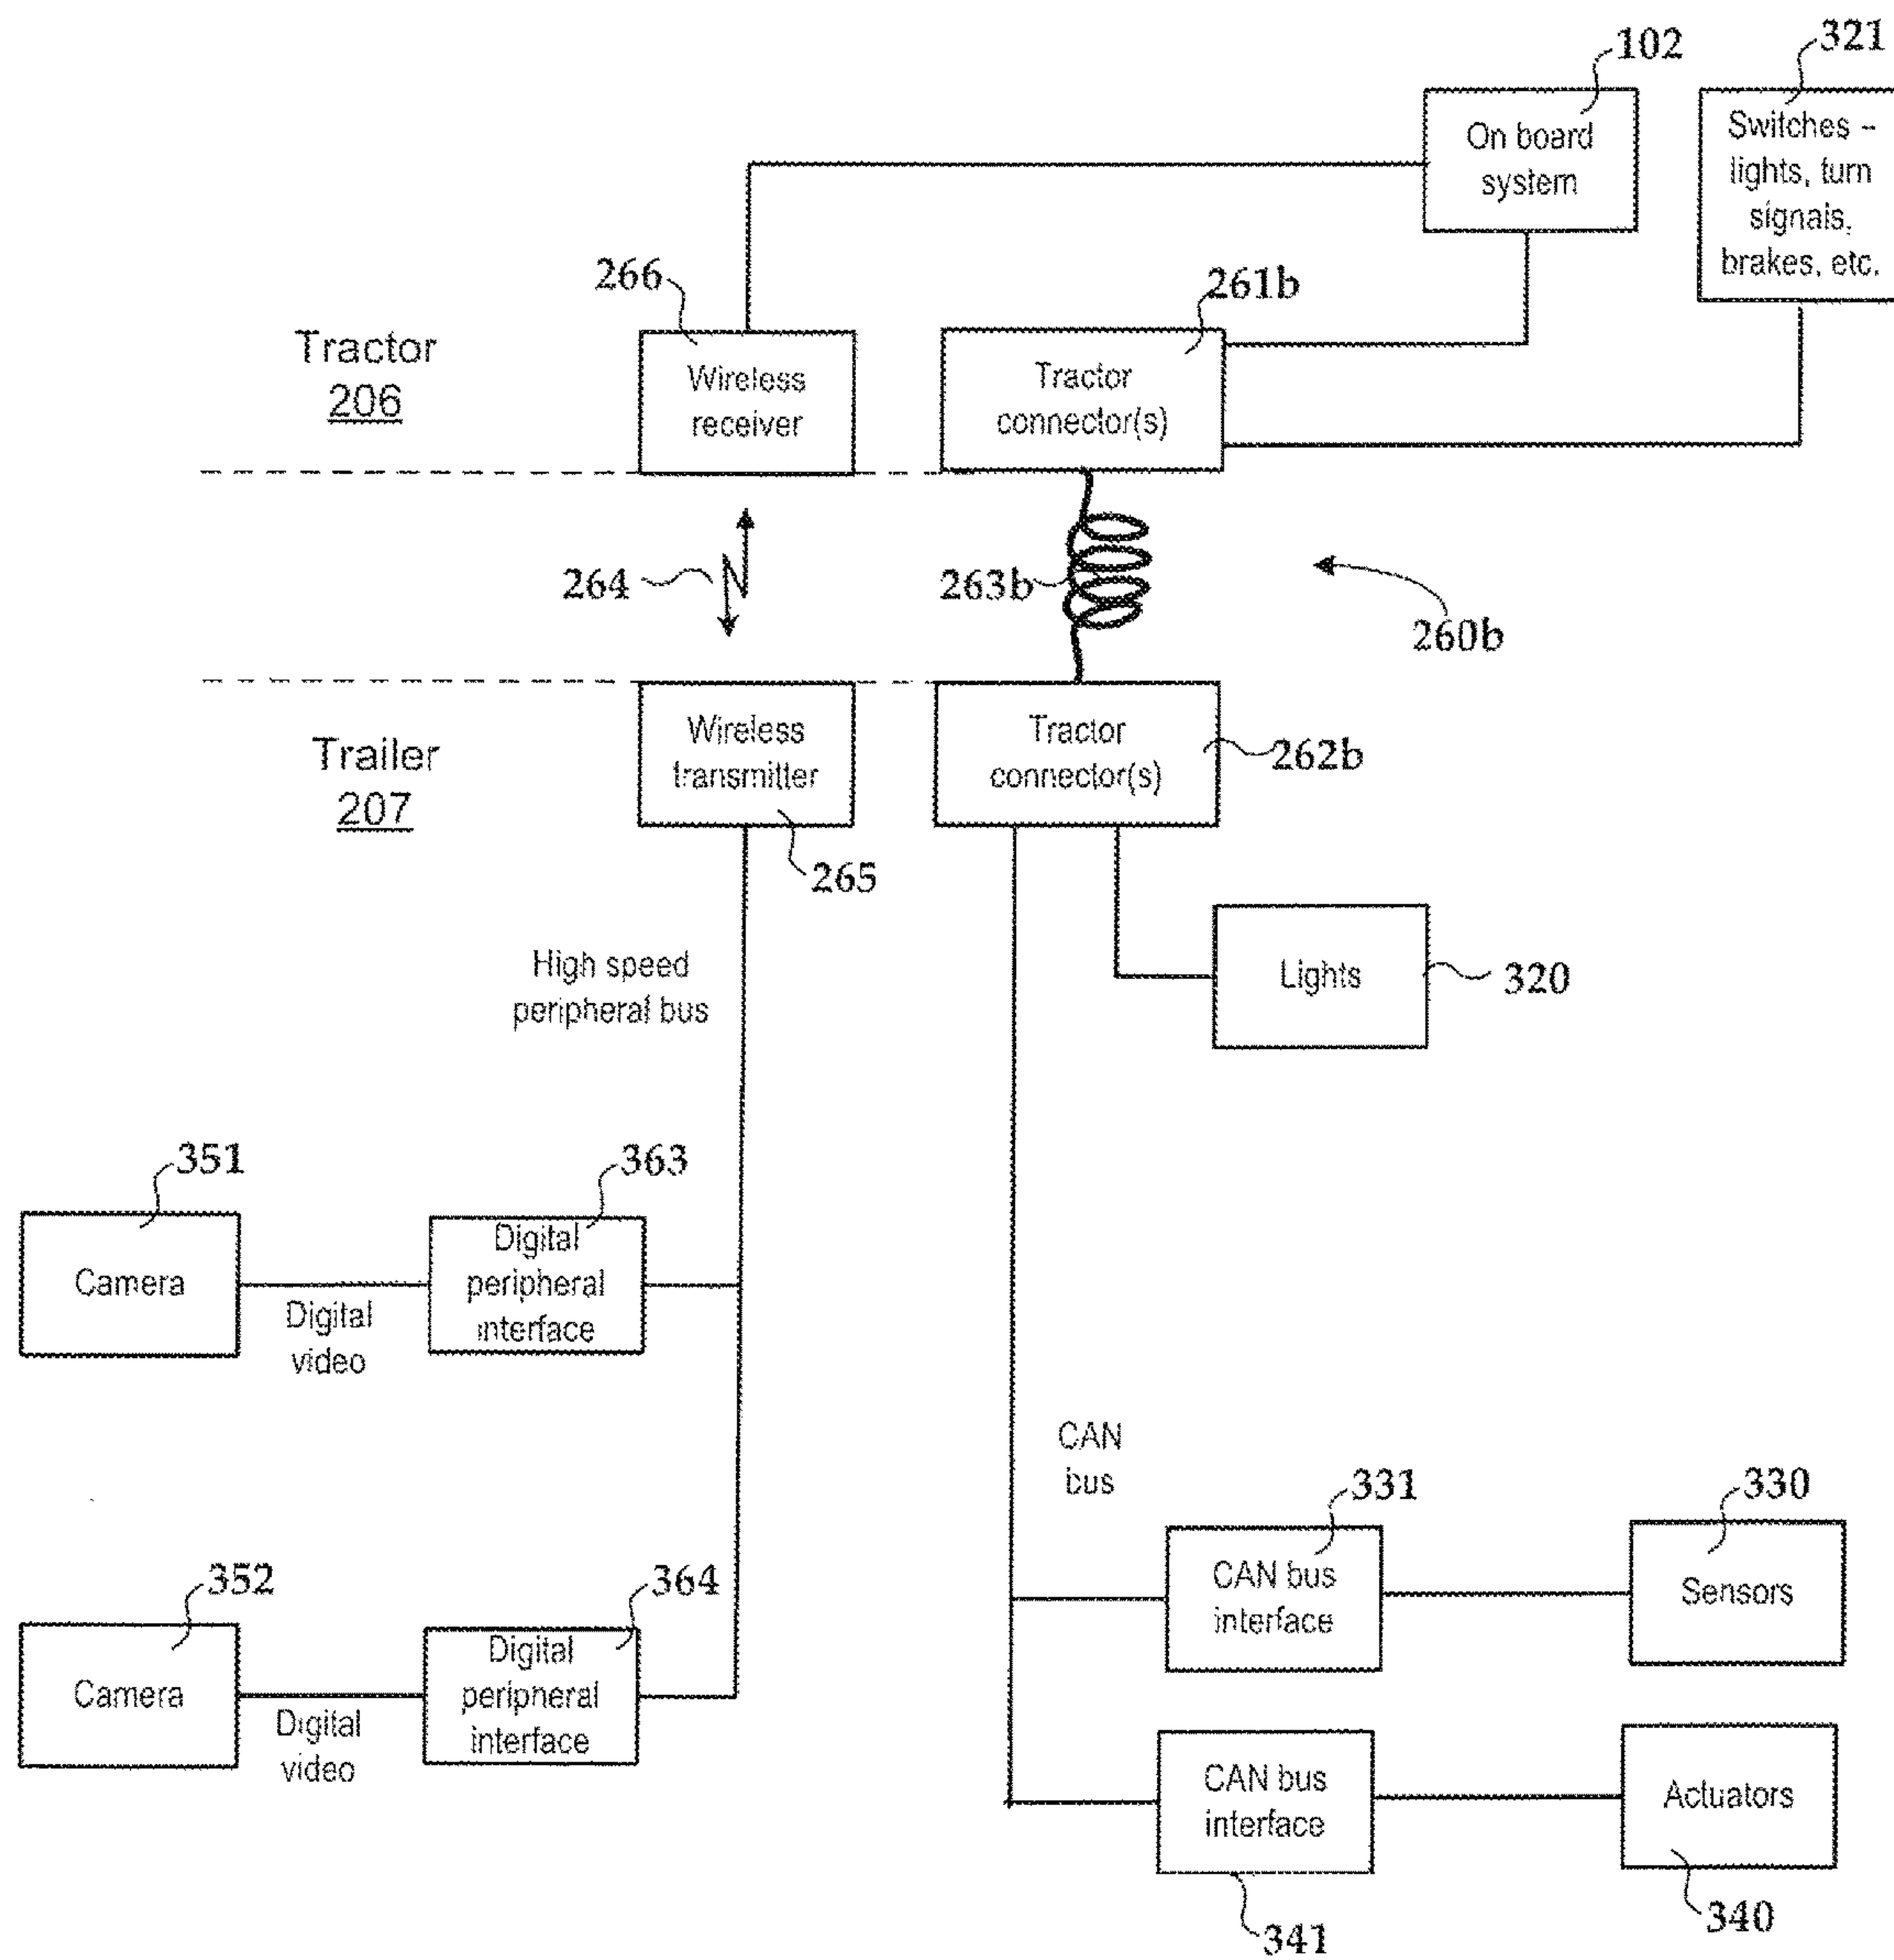 102
321
On board
system
Switches –
lights, turn
signals,
brakes, etc.
266
261b
Tractor
206
Wireless
receiver
Tractor
connector(s)
264
263b
260b
Trailer
207
Wireless
transmitter
Tractor
connector(s)
262b
265
High speed
peripheral bus
Lights
320
351
363
Camera
Digital
video
Digital
peripheral
interface
CAN
bus
331
330
CAN bus
interface
Sensors
352
364
Camera
Digital
video
Digital
peripheral
interface
CAN bus
interface
Actuators
341
340